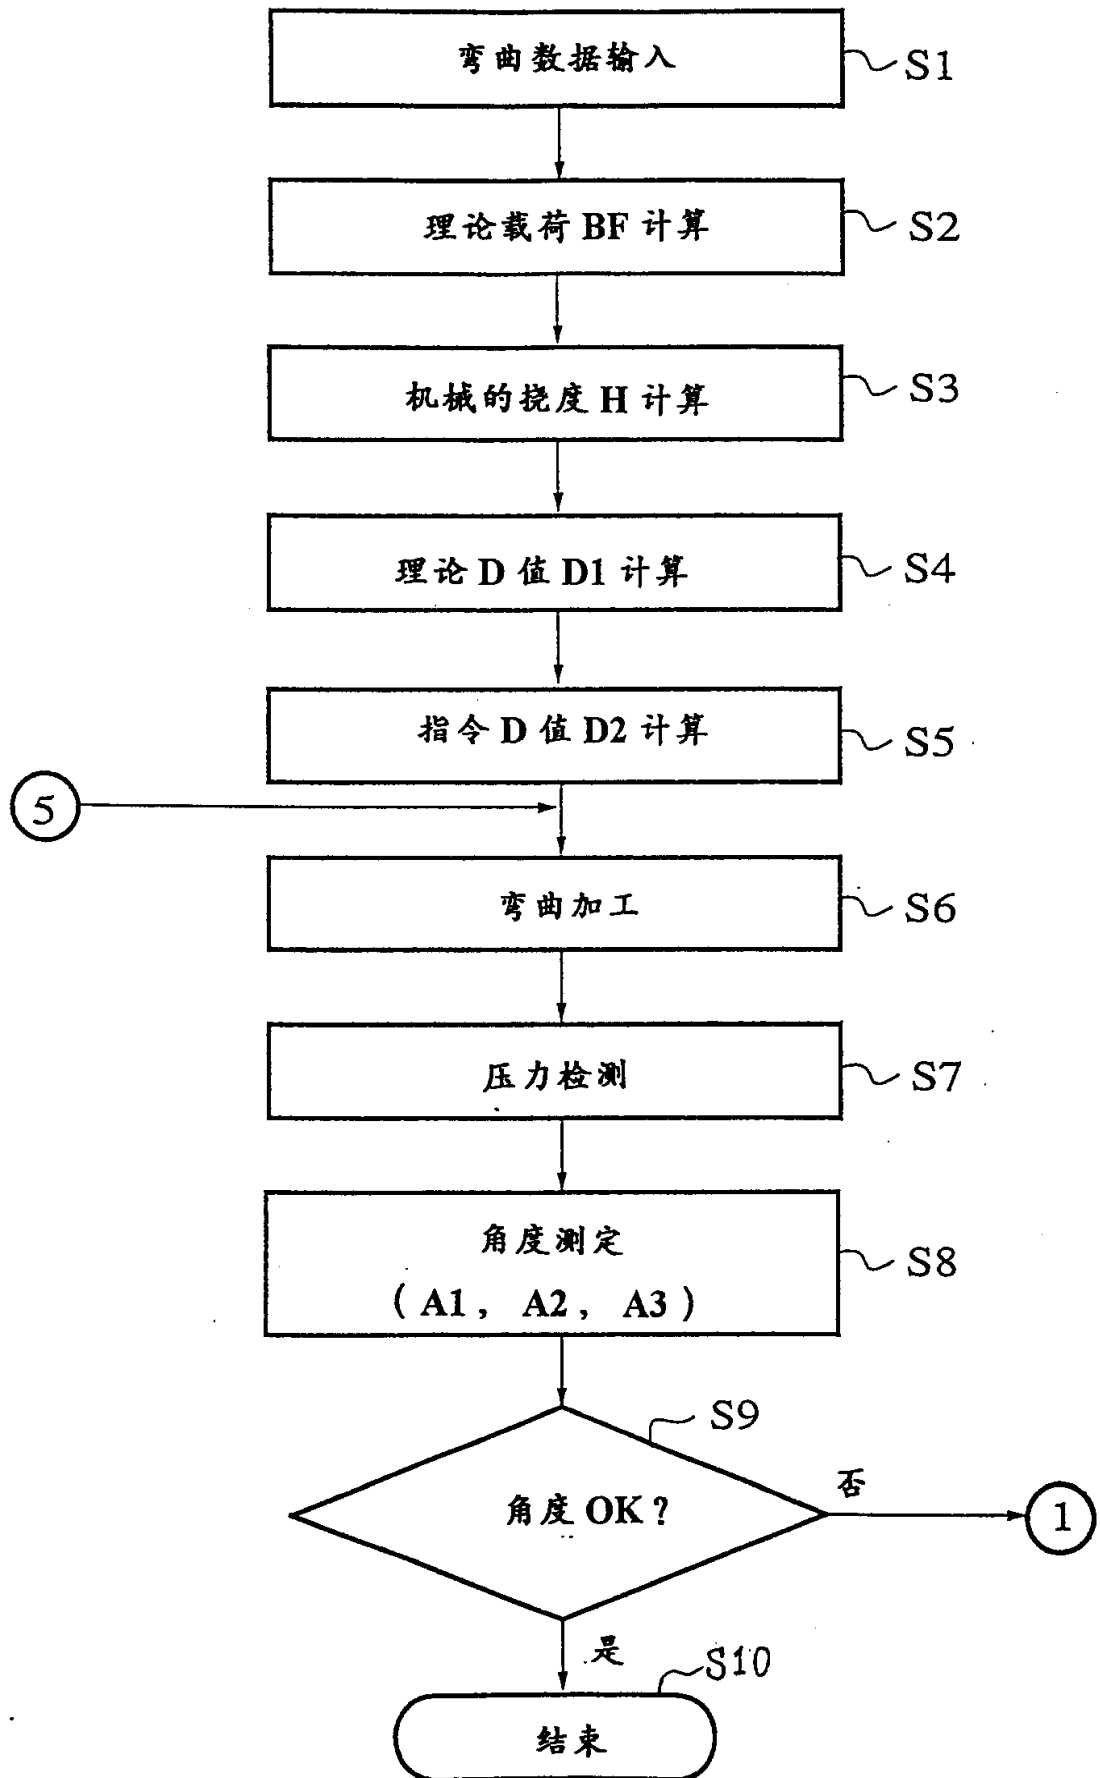 弯曲数据输入 S1
理论载荷 BF 计算 S2
机械的挠度 H 计算 S3
理论 D 值 D1 计算 S4
指令 D 值 D2 计算 S5
5
弯曲加工 S6
压力检测 S7
角度测定 S8
(A1, A2, A3)
S9
否
角度 OK?
1
是
S10
结束